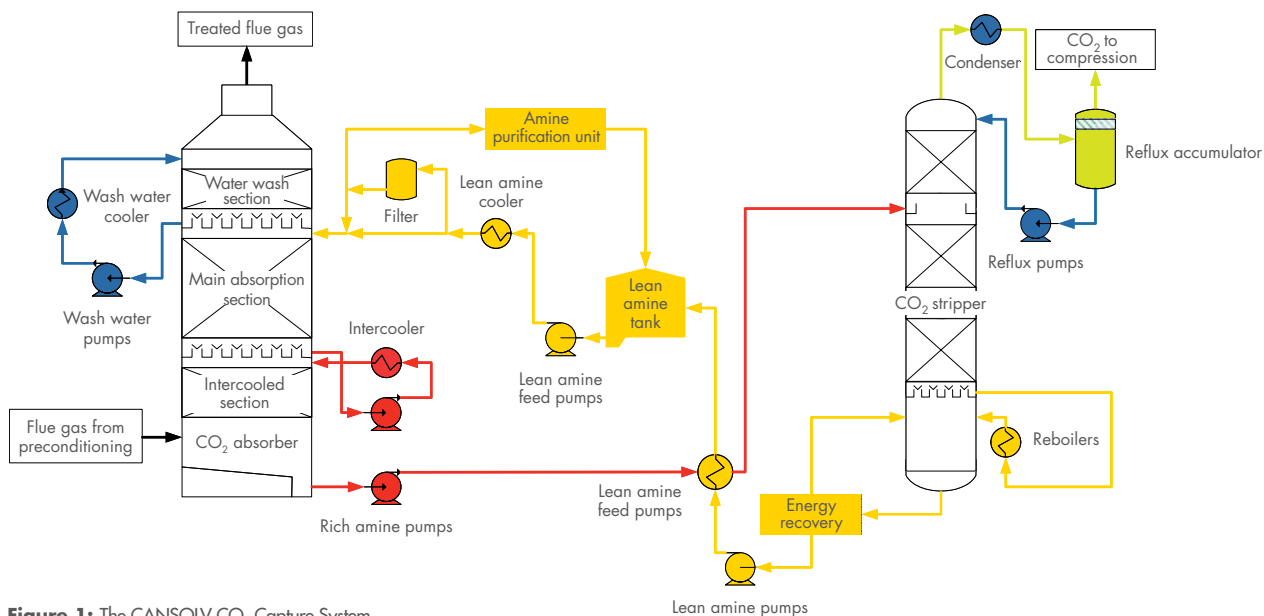 Treated flue gas
Water wash
section
Wash water
cooler
Wash water
pumps
Main absorption
section
Intercooled
section
CO₂ absorber
Flue gas from
preconditioning
Intercooler
Rich amine pumps
Filter
Lean amine
cooler
Amine
purification unit
Lean
amine
tank
Lean amine
feed pumps
Lean amine
feed pumps
Energy
recovery
Lean amine pumps
Condenser
CO₂ to
compression
Reflux accumulator
Reflux pumps
CO₂ stripper
Reboilers
Figure 1: The CANSOLV CO₂ Capture System